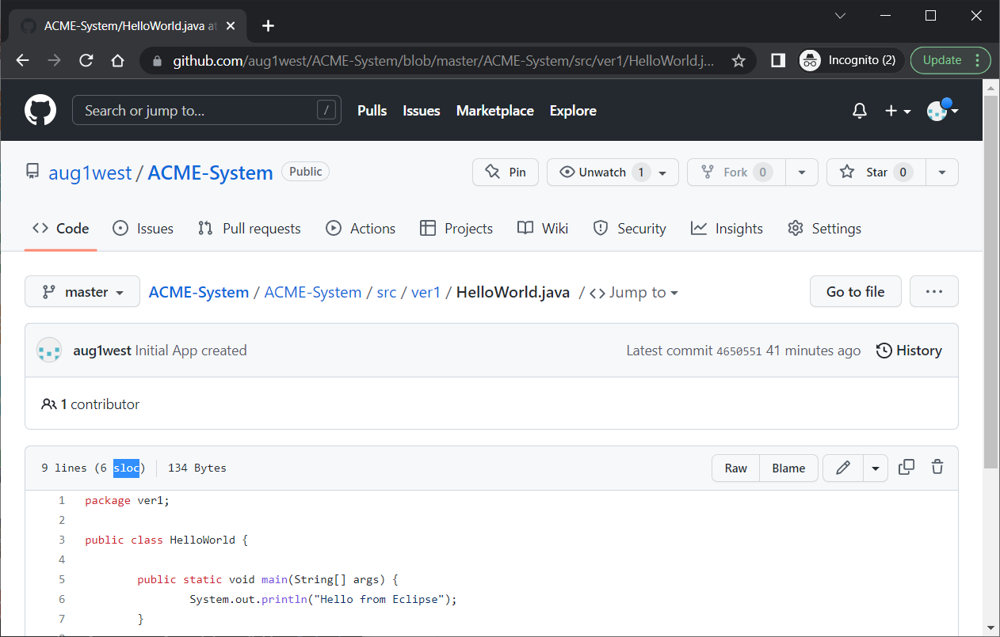 ACME-System/HelloWorld.java at
github.com/aug1west/ACME-System/blob/master/ACME-System/src/ver1/HelloWorld.j...
Incognito (2)
Update
Search or jump to...
/
Pulls
Issues
Marketplace
Explore
aug1west / ACME-System
Public
Pin
Unwatch 1
Fork 0
Star 0
Code
Issues
Pull requests
Actions
Projects
Wiki
Security
Insights
Settings
master
ACME-System / ACME-System / src / ver1 / HelloWorld.java / <> Jump to
Go to file
...
aug1west Initial App created
Latest commit 4650551 41 minutes ago
History
1 contributor
9 lines (6 sloc)
134 Bytes
Raw
Blame
1 package ver1;
2
3 public class HelloWorld {
4
5 public static void main(String[] args) {
6 System.out.println("Hello from Eclipse");
7 }